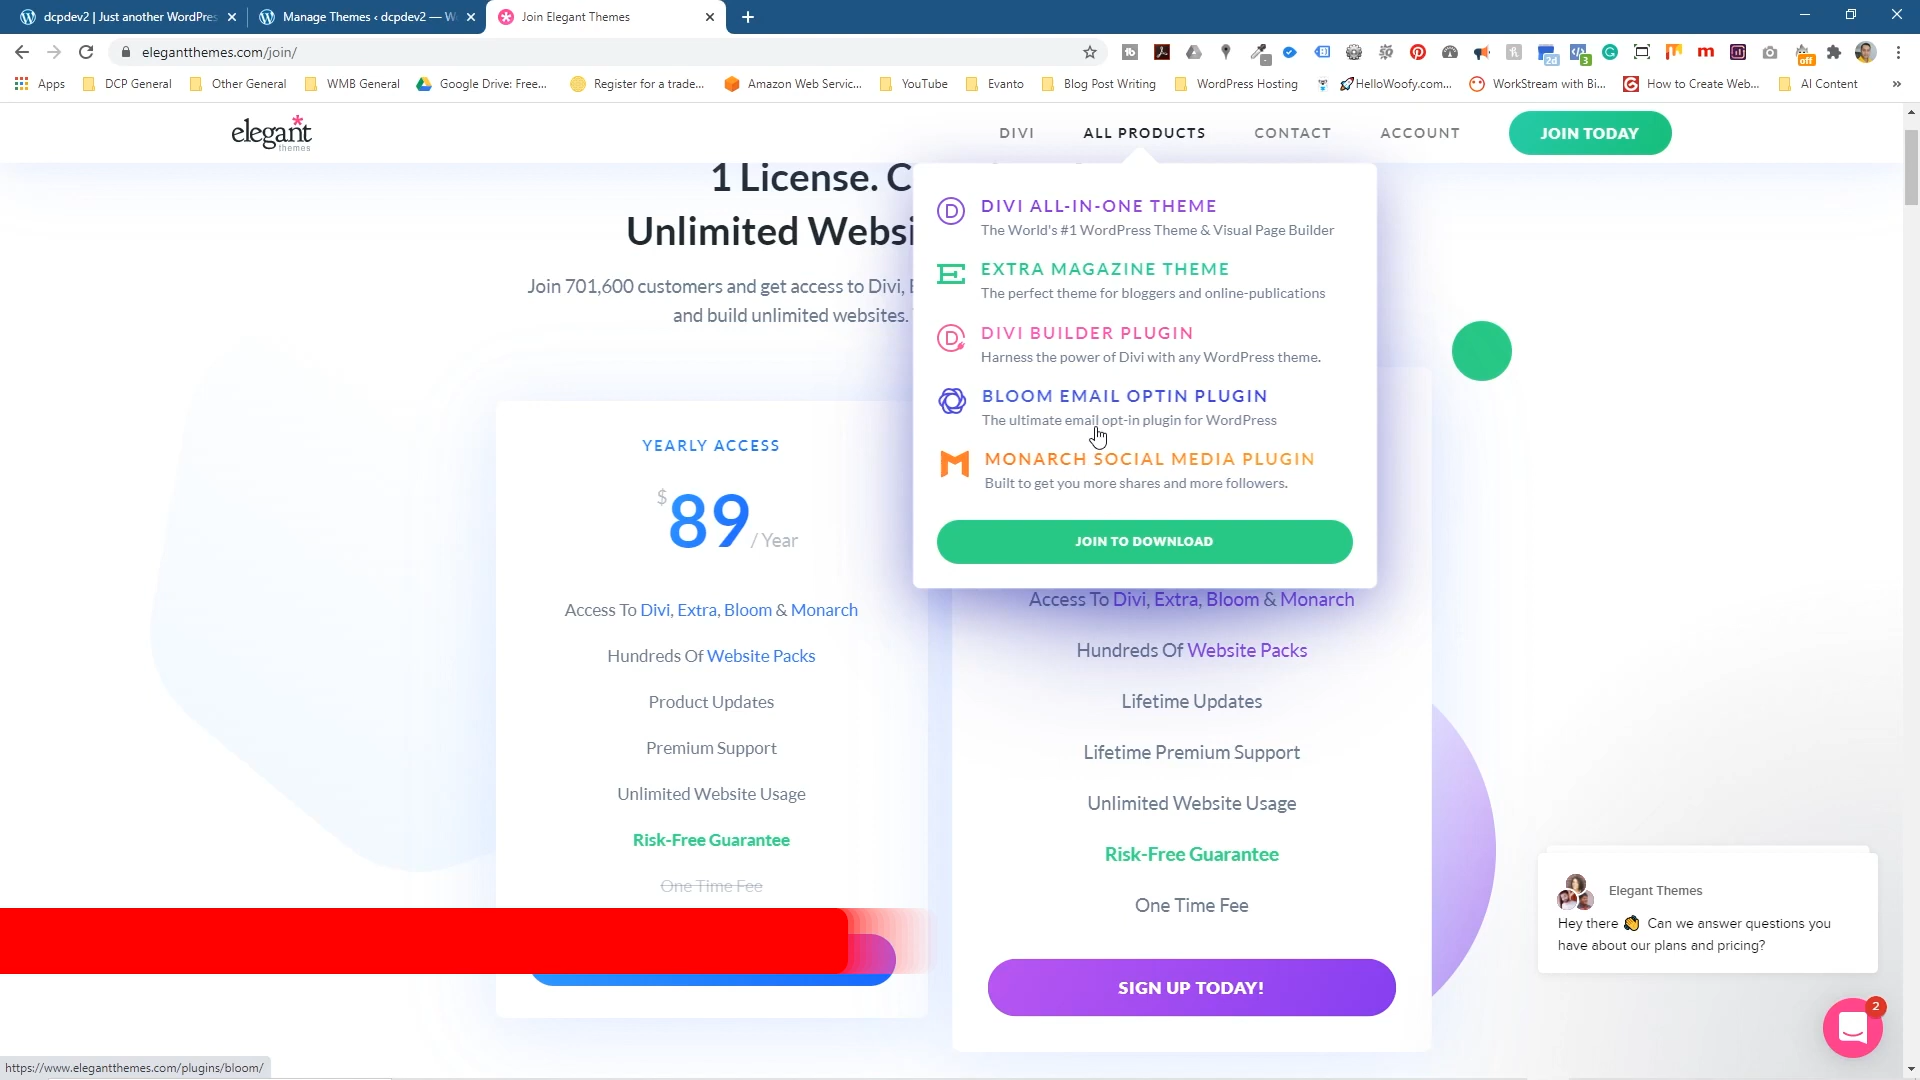 dcpdev2 | Just another WordPres
Manage Themes ‹ dcpdev2 — W
Join Elegant Themes
elegantthemes.com/join/
2d
3
off
Apps
DCP General
Other General
WMB General
Google Drive: Free...
Register for a trade...
Amazon Web Servic...
YouTube
Evanto
Blog Post Writing
WordPress Hosting
HelloWoofy.com...
WorkStream with Bi...
How to Create Web...
AI Content
»
elegant
themes
DIVI
ALL PRODUCTS
CONTACT
ACCOUNT
JOIN TODAY
1 License. C
Unlimited Websi
Join 701,600 customers and get access to Divi, E
and build unlimited websites.
DIVI ALL-IN-ONE THEME
The World's #1 WordPress Theme & Visual Page Builder
EXTRA MAGAZINE THEME
The perfect theme for bloggers and online-publications
DIVI BUILDER PLUGIN
Harness the power of Divi with any WordPress theme.
BLOOM EMAIL OPTIN PLUGIN
The ultimate email opt-in plugin for WordPress
MONARCH SOCIAL MEDIA PLUGIN
Built to get you more shares and more followers.
JOIN TO DOWNLOAD
YEARLY ACCESS
$89 / Year
Access To Divi, Extra, Bloom & Monarch
Hundreds Of Website Packs
Product Updates
Premium Support
Unlimited Website Usage
Risk-Free Guarantee
One Time Fee
Access To Divi, Extra, Bloom & Monarch
Hundreds Of Website Packs
Lifetime Updates
Lifetime Premium Support
Unlimited Website Usage
Risk-Free Guarantee
One Time Fee
SIGN UP TODAY!
Elegant Themes
Hey there 👋 Can we answer questions you
have about our plans and pricing?
2
https://www.elegantthemes.com/plugins/bloom/